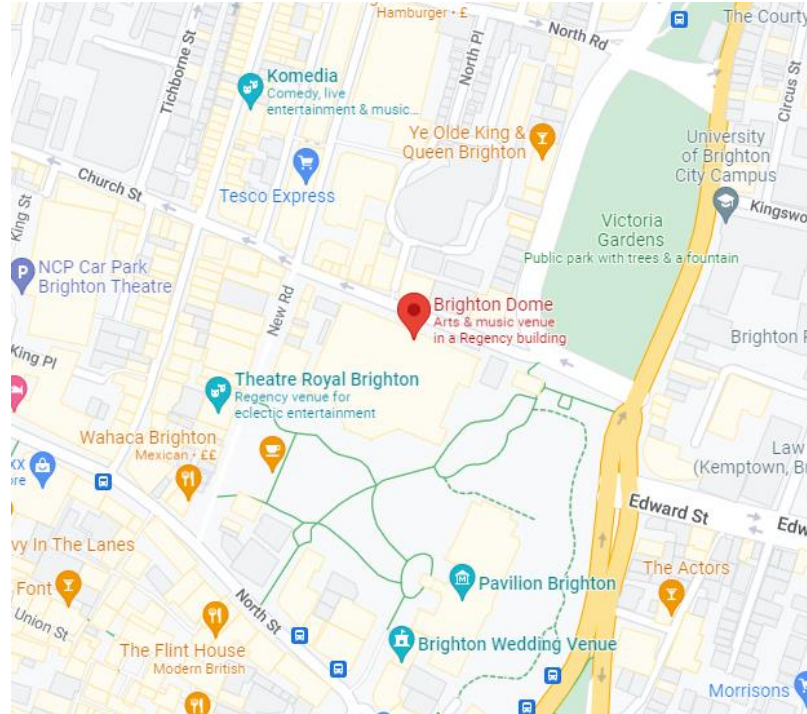 Hamburger · £
North Rd
The Courty
Tichborne St
Komedia
Comedy, live
entertainment & music...
North Pl
Circus St
Ye Olde King &
Queen Brighton
University
of Brighton
City Campus
Church St
Tesco Express
Kingswo
King St
Victoria
Gardens
Public park with trees & a fountain
NCP Car Park
Brighton Theatre
P
New Rd
Brighton Dome
Arts & music venue
in a Regency building
Brighton F
King Pl
Theatre Royal Brighton
Regency venue for
eclectic entertainment
Wahaca Brighton
Mexican · ££
Law
(Kemptown, Br
XX
ore
Edward St
Edw
vy In The Lanes
Font
The Actors
Pavilion Brighton
North St
Union St
Brighton Wedding Venue
The Flint House
Modern British
Morrisons